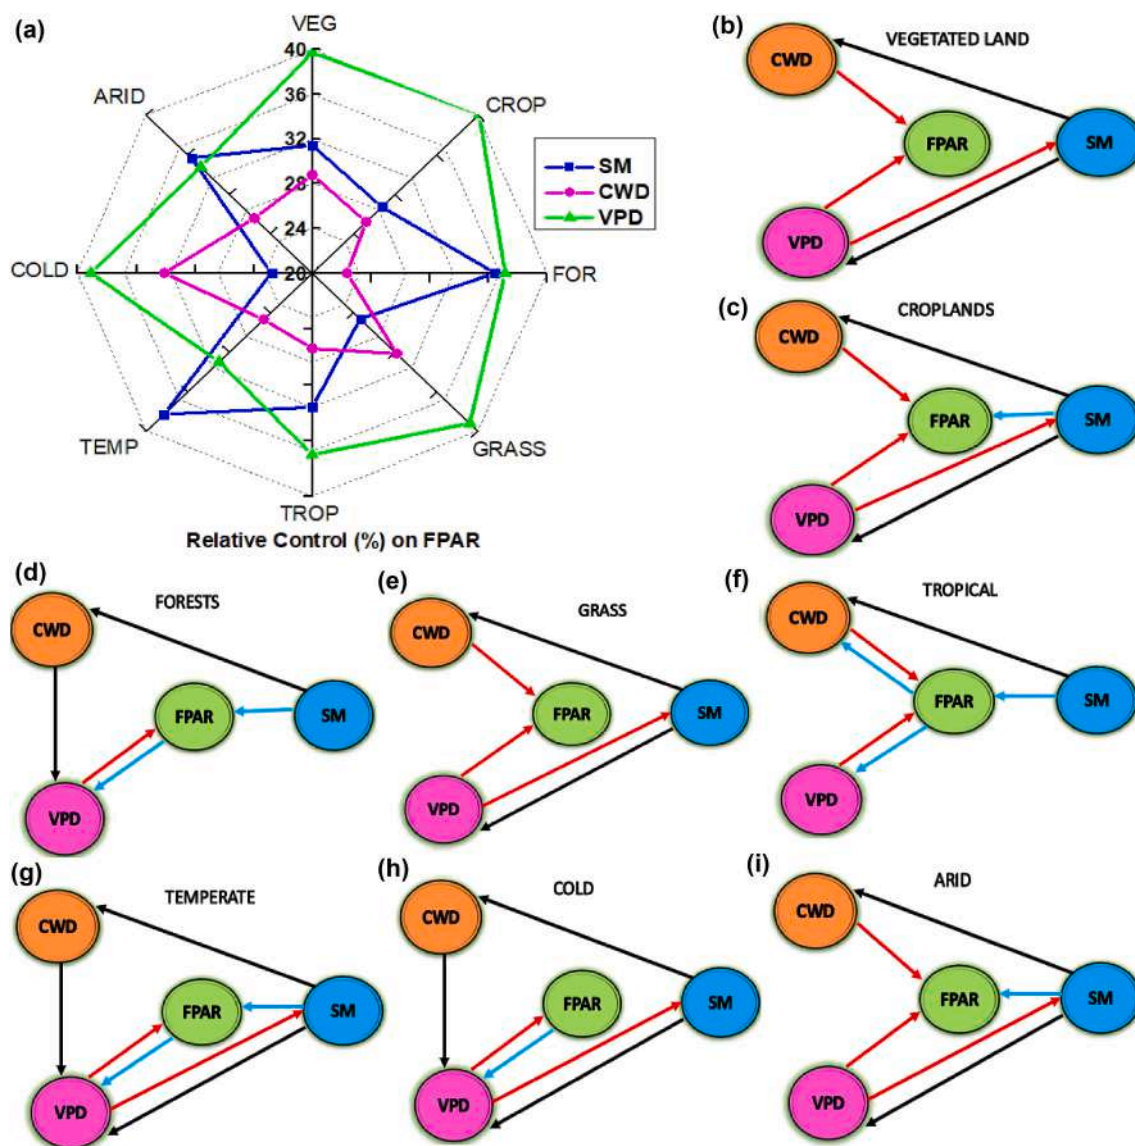 (a)
VEG
40
36
32
28
24
20
ARID
CROP
SM
CWD
VPD
COLD
FOR
TEMP
GRASS
TROP
Relative Control (%) on FPAR
(b)
VEGETATED LAND
CWD
FPAR
SM
VPD
(c)
CROPLANDS
CWD
FPAR
SM
VPD
(d)
FORESTS
CWD
FPAR
SM
VPD
(e)
GRASS
CWD
FPAR
SM
VPD
(f)
TROPICAL
CWD
FPAR
SM
VPD
(g)
TEMPERATE
CWD
FPAR
SM
VPD
(h)
COLD
CWD
FPAR
SM
VPD
(i)
ARID
CWD
FPAR
SM
VPD